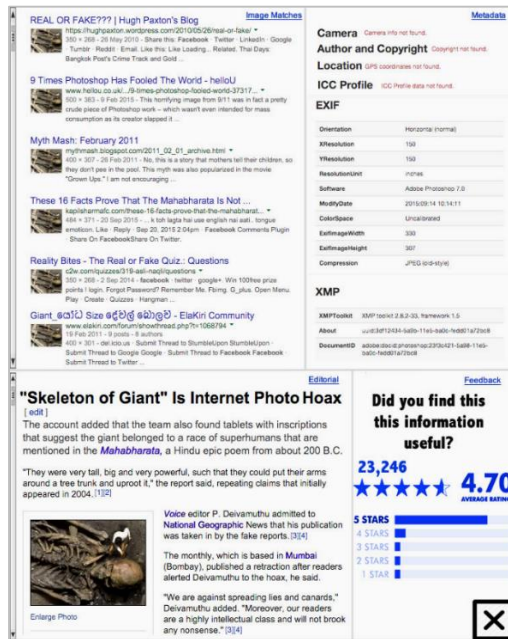 Image Matches
REAL OR FAKE??? | Hugh Paxton's Blog
https://hughpaxton.wordpress.com/2010/05/26/real-or-fake/
350 × 268 - 26 May 2010 - Share this: Facebook · Twitter · LinkedIn · Google
· Tumblr · Reddit · Email. Like this: Like Loading... Related. Thai Days:
Bangkok Post's Crime Track and Gold ...
9 Times Photoshop Has Fooled The World - helloU
www.hellou.co.uk/.../9-times-photoshop-fooled-world-37317...
500 × 383 - 9 Feb 2015 - This horrifying image from 9/11 was in fact a pretty
crude piece of Photoshop work – which wasn't even intended for mass
consumption as its creator slapped it ...
Myth Mash: February 2011
mythmash.blogspot.com/2011_02_01_archive.html
400 × 307 - 26 Feb 2011 - No, this is a story that mothers tell their children, so
they don't pee in the pool. This myth was also popularized in the movie
"Grown Ups." I am not encouraging ...
These 16 Facts Prove That The Mahabharata Is Not ...
kapilsharmafc.com/these-16-facts-prove-that-the-mahabharat...
484 × 371 - 20 Sep 2015 - ... k toh lagta hai use english nai aati. tongue
emoticon. Like · Reply · Sep 20, 2015 2:04pm · Facebook Comments Plugin
· Share On FacebookShare On Twitter.
Reality Bites - The Real or Fake Quiz.: Questions
c2w.com/quizzes/319-asli-naqli/questions
350 × 268 - 2 Sep 2014 - facebook · twitter · google+. Win 100free prize
points ! login. Forgot Password? Remember Me. Fbimg. G_plus. Open Menu.
Play · Create · Quizzes · Hangman ...
Giant_යෝධ Size දේවල් බොලව් - ElaKiri Community
www.elakiri.com/forum/showthread.php?t=1068794
19 Feb 2011 - 9 posts - 8 authors
400 × 301 - del.icio.us · Submit Thread to StumbleUpon StumbleUpon ·
Submit Thread to Google Google · Submit Thread to Facebook Facebook
· Submit Thread to Twitter ...
Metadata
Camera Camera info not found.
Author and Copyright Copyright not found.
Location GPS coordinates not found.
ICC Profile ICC Profile data not found.
EXIF
Orientation Horizontal (normal)
XResolution 150
YResolution 150
ResolutionUnit inches
Software Adobe Photoshop 7.0
ModifyDate 2015:09:14 10:14:11
ColorSpace Uncalibrated
ExifImageWidth 330
ExifImageHeight 307
Compression JPEG (old-style)
XMP
XMPToolkit XMP toolkit 2.8.2-33, framework 1.5
About
DocumentID
Editorial
"Skeleton of Giant" Is Internet Photo Hoax
[ edit ]
The account added that the team also found tablets with inscriptions
that suggest the giant belonged to a race of superhumans that are
mentioned in the Mahabharata, a Hindu epic poem from about 200 B.C.
"They were very tall, big and very powerful, such that they could put their arms
around a tree trunk and uproot it," the report said, repeating claims that initially
appeared in 2004.[1][2]
Voice editor P. Deivamuthu admitted to
National Geographic News that his publication
was taken in by the fake reports.[3][4]
The monthly, which is based in Mumbai
(Bombay), published a retraction after readers
alerted Deivamuthu to the hoax, he said.
"We are against spreading lies and canards,"
Deivamuthu added. "Moreover, our readers
are a highly intellectual class and will not brook
any nonsense." [3][4]
Enlarge Photo
Feedback
Did you find this
this information
useful?
23,246
4.70
AVERAGE RATING
5 STARS
4 STARS
3 STARS
2 STARS
1 STAR